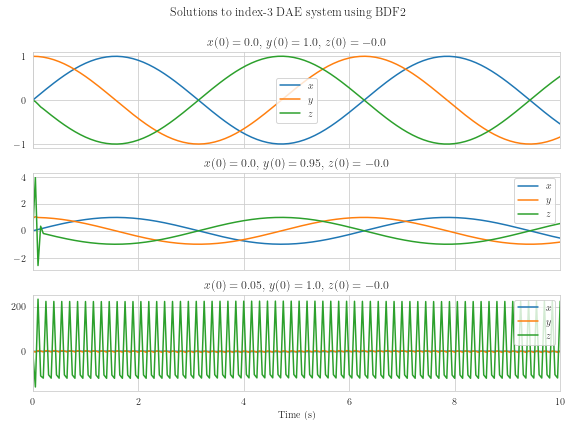 Solutions to index-3 DAE system using BDF2
x(0) = 0.0, y(0) = 1.0, z(0) = −0.0
1
0
−1
x
y
z
x(0) = 0.0, y(0) = 0.95, z(0) = −0.0
4
2
0
−2
x
y
z
x(0) = 0.05, y(0) = 1.0, z(0) = −0.0
200
0
x
y
z
0 2 4 6 8 10
Time (s)